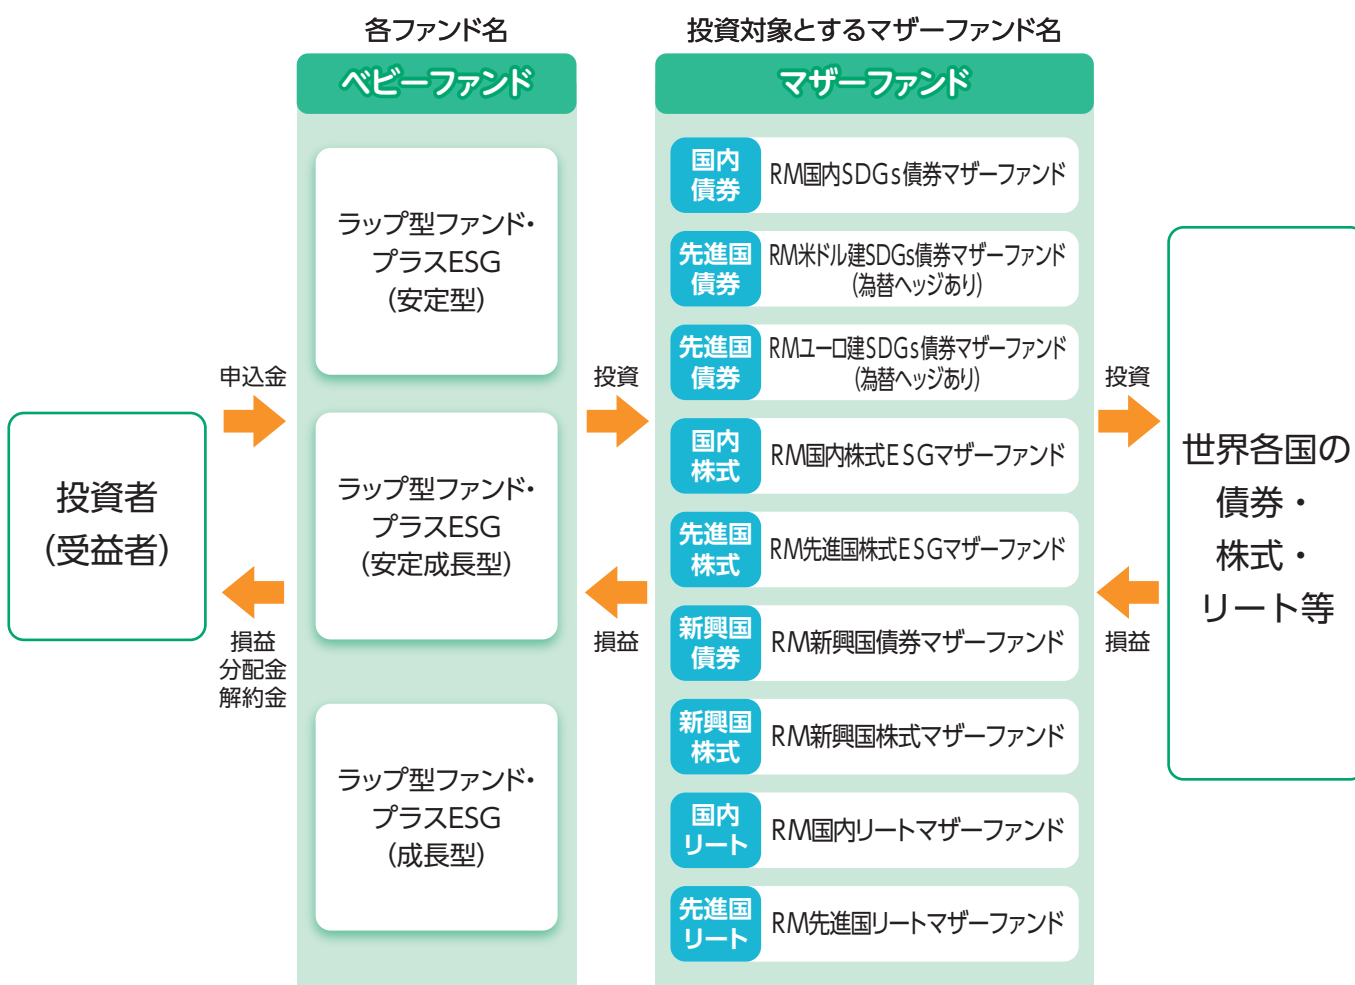 各ファンド名
ベビーファンド
ラップ型ファンド・
プラスESG
(安定型)
ラップ型ファンド・
プラスESG
(安定成長型)
ラップ型ファンド・
プラスESG
(成長型)
投資対象とするマザーファンド名
マザーファンド
国内
債券
RM国内SDGs債券マザーファンド
先進国
債券
RM米ドル建SDGs債券マザーファンド
(為替ヘッジあり)
先進国
債券
RMユーロ建SDGs債券マザーファンド
(為替ヘッジあり)
国内
株式
RM国内株式ESGマザーファンド
先進国
株式
RM先進国株式ESGマザーファンド
新興国
債券
RM新興国債券マザーファンド
新興国
株式
RM新興国株式マザーファンド
国内
リート
RM国内リートマザーファンド
先進国
リート
RM先進国リートマザーファンド
投資者
(受益者)
申込金
損益
分配金
解約金
投資
損益
投資
損益
世界各国の
債券・
株式・
リート等